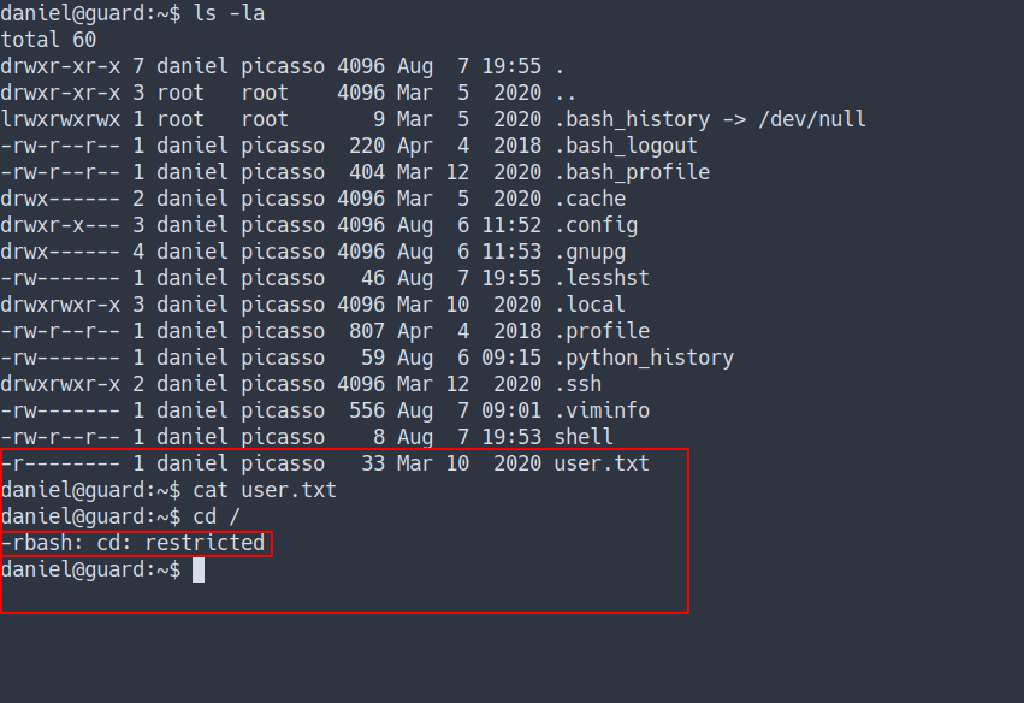 daniel@guard:~$ ls -la
total 60
drwxr-xr-x 7 daniel picasso 4096 Aug  7 19:55 .
drwxr-xr-x 3 root   root    4096 Mar  5  2020 ..
lrwxrwxrwx 1 root   root       9 Mar  5  2020 .bash_history -> /dev/null
-rw-r--r-- 1 daniel picasso  220 Apr  4  2018 .bash_logout
-rw-r--r-- 1 daniel picasso  404 Mar 12  2020 .bash_profile
drwx------ 2 daniel picasso 4096 Mar  5  2020 .cache
drwxr-x--- 3 daniel picasso 4096 Aug  6 11:52 .config
drwx------ 4 daniel picasso 4096 Aug  6 11:53 .gnupg
-rw------- 1 daniel picasso   46 Aug  7 19:55 .lesshst
drwxrwxr-x 3 daniel picasso 4096 Mar 10  2020 .local
-rw-r--r-- 1 daniel picasso  807 Apr  4  2018 .profile
-rw------- 1 daniel picasso   59 Aug  6 09:15 .python_history
drwxrwxr-x 2 daniel picasso 4096 Mar 12  2020 .ssh
-rw------- 1 daniel picasso  556 Aug  7 09:01 .viminfo
-rw-r--r-- 1 daniel picasso    8 Aug  7 19:53 shell
-r-------- 1 daniel picasso   33 Mar 10  2020 user.txt
daniel@guard:~$ cat user.txt
daniel@guard:~$ cd /
-rbash: cd: restricted
daniel@guard:~$